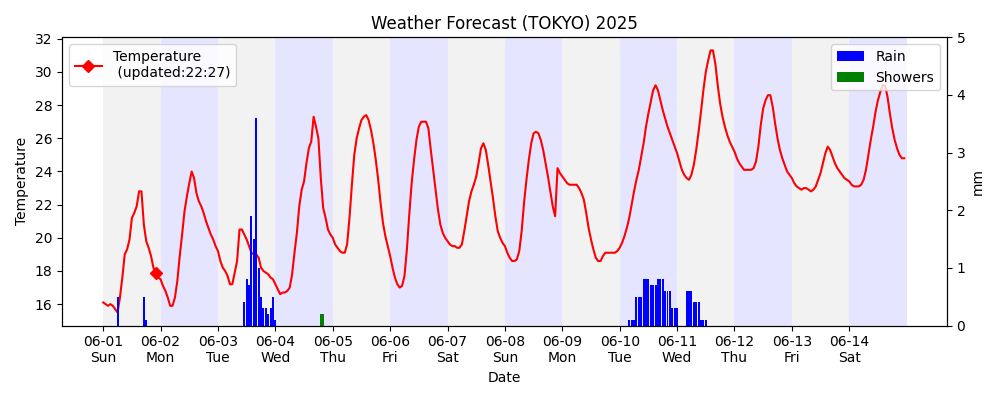 Weather Forecast (TOKYO) 2025
Temperature
(updated:22:27)
Rain
Showers
Temperature
32
30
28
26
24
22
20
18
16
5
4
3
2
1
0
mm
06-01 06-02 06-03 06-04 06-05 06-06 06-07 06-08 06-09 06-10 06-11 06-12 06-13 06-14
Sun Mon Tue Wed Thu Fri Sat Sun Mon Tue Wed Thu Fri Sat
Date